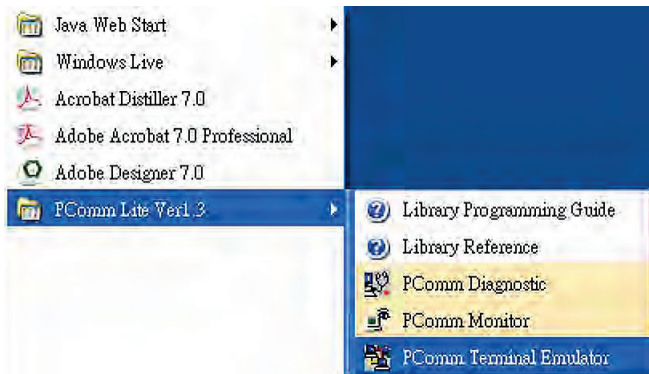 Java Web Start
Windows Live
Acrobat Distiller 7.0
Adobe Acrobat 7.0 Professional
Adobe Designer 7.0
PComm Lite Ver1.3
Library Programming Guide
Library Reference
PComm Diagnostic
PComm Monitor
PComm Terminal Emulator